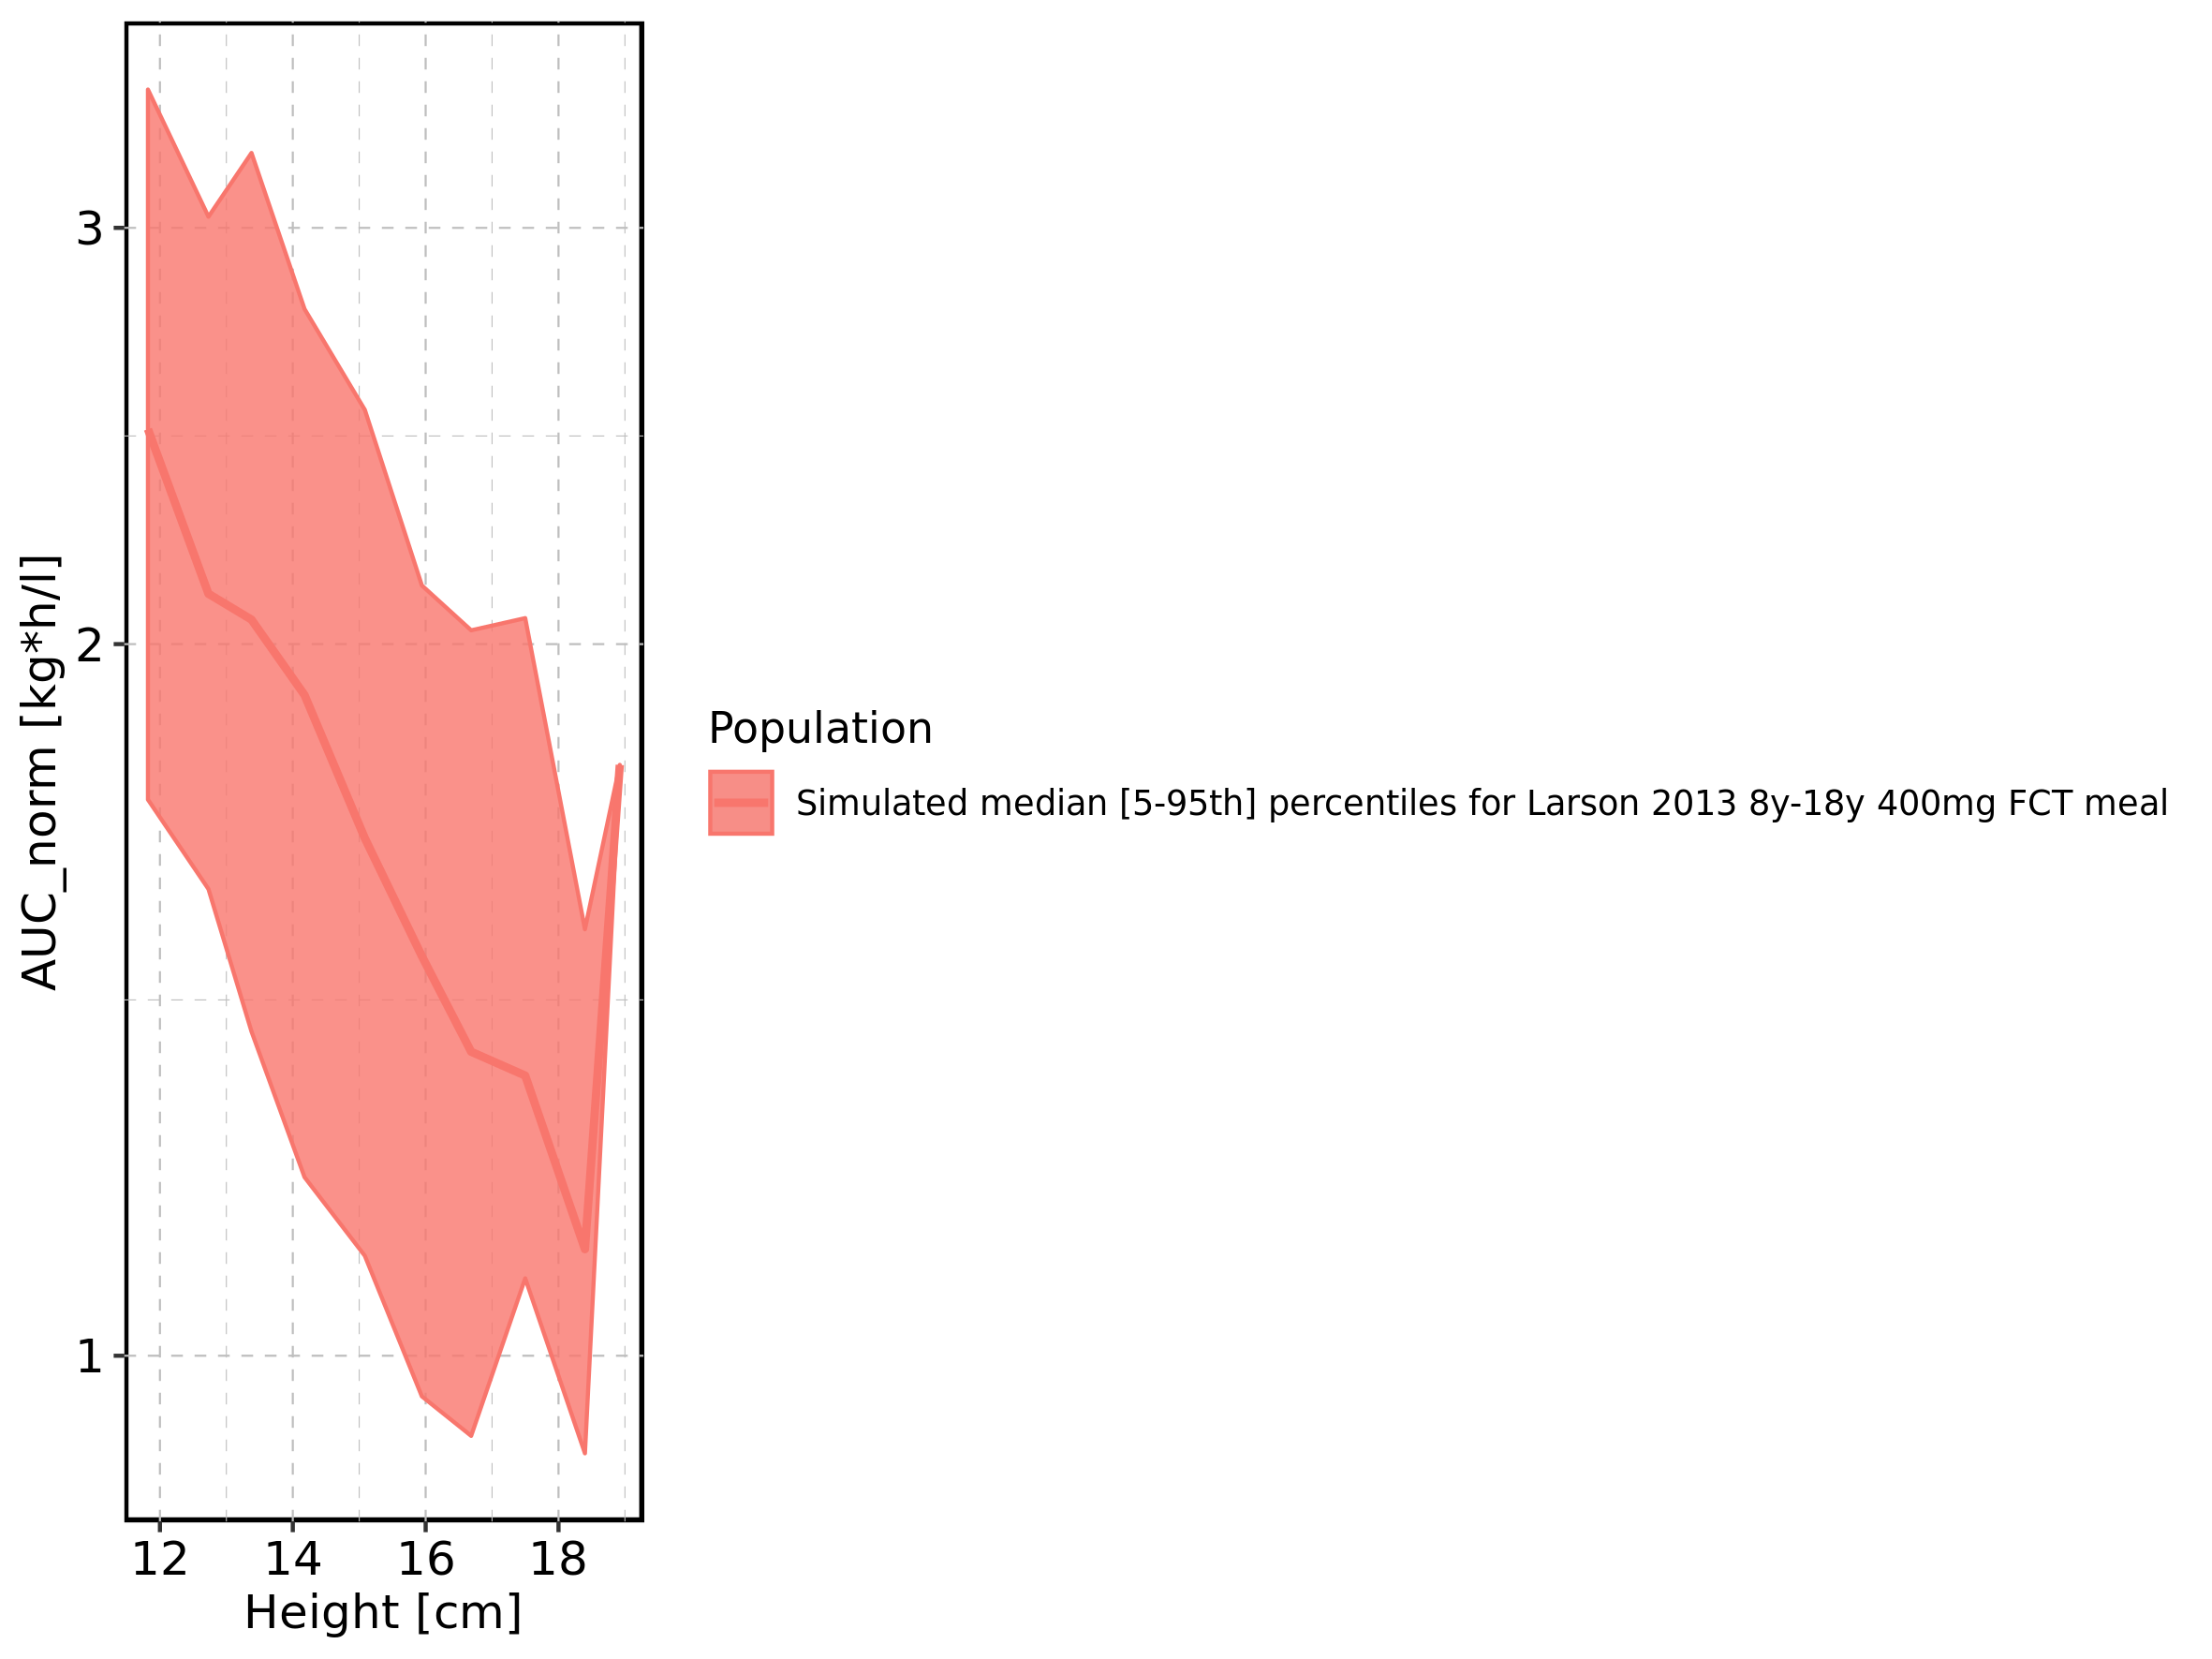 3
2
1
AUC_norm [kg*h/l]
12 14 16 18
Height [cm]
Population
Simulated median [5-95th] percentiles for Larson 2013 8y-18y 400mg FCT meal